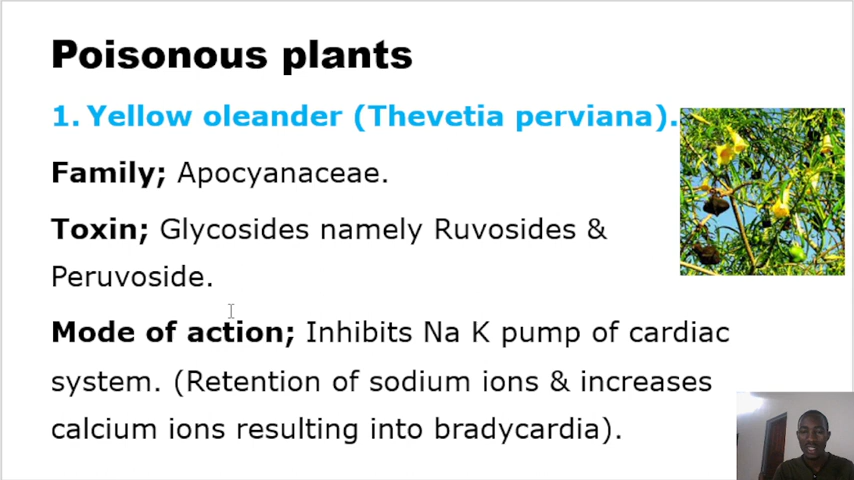 Poisonous plants
1. Yellow oleander (Thevetia perviana).
Family; Apocyanaceae.
Toxin; Glycosides namely Ruvosides &
Peruvoside.
Mode of action; Inhibits Na K pump of cardiac
system. (Retention of sodium ions & increases
calcium ions resulting into bradycardia).